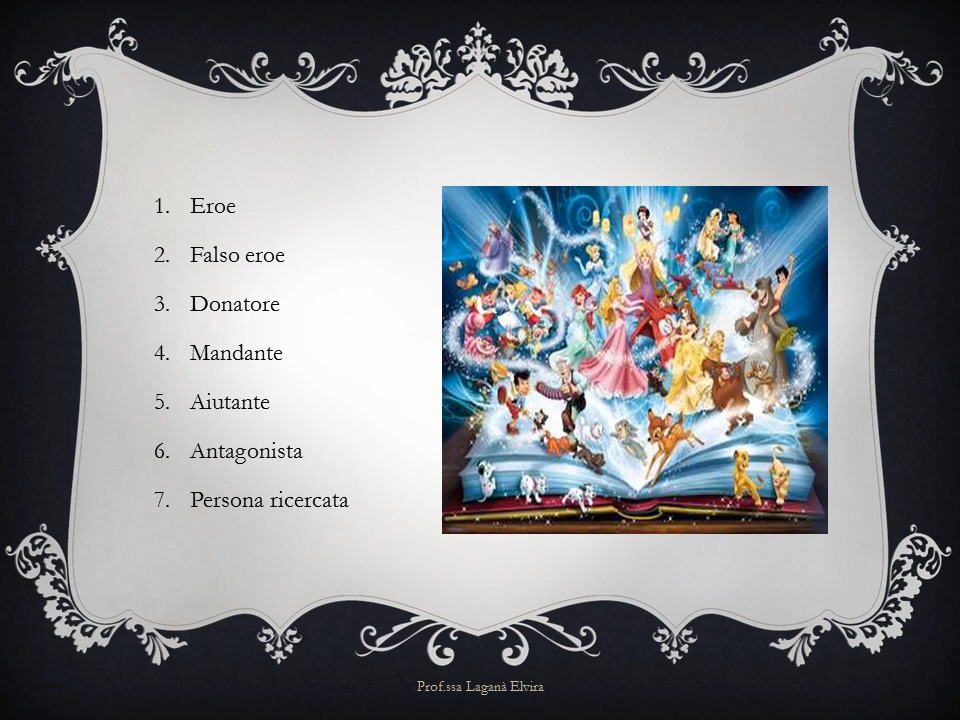 1. Eroe
2. Falso eroe
3. Donatore
4. Mandante
5. Aiutante
6. Antagonista
7. Persona ricercata
Prof.ssa Laganà Elvira